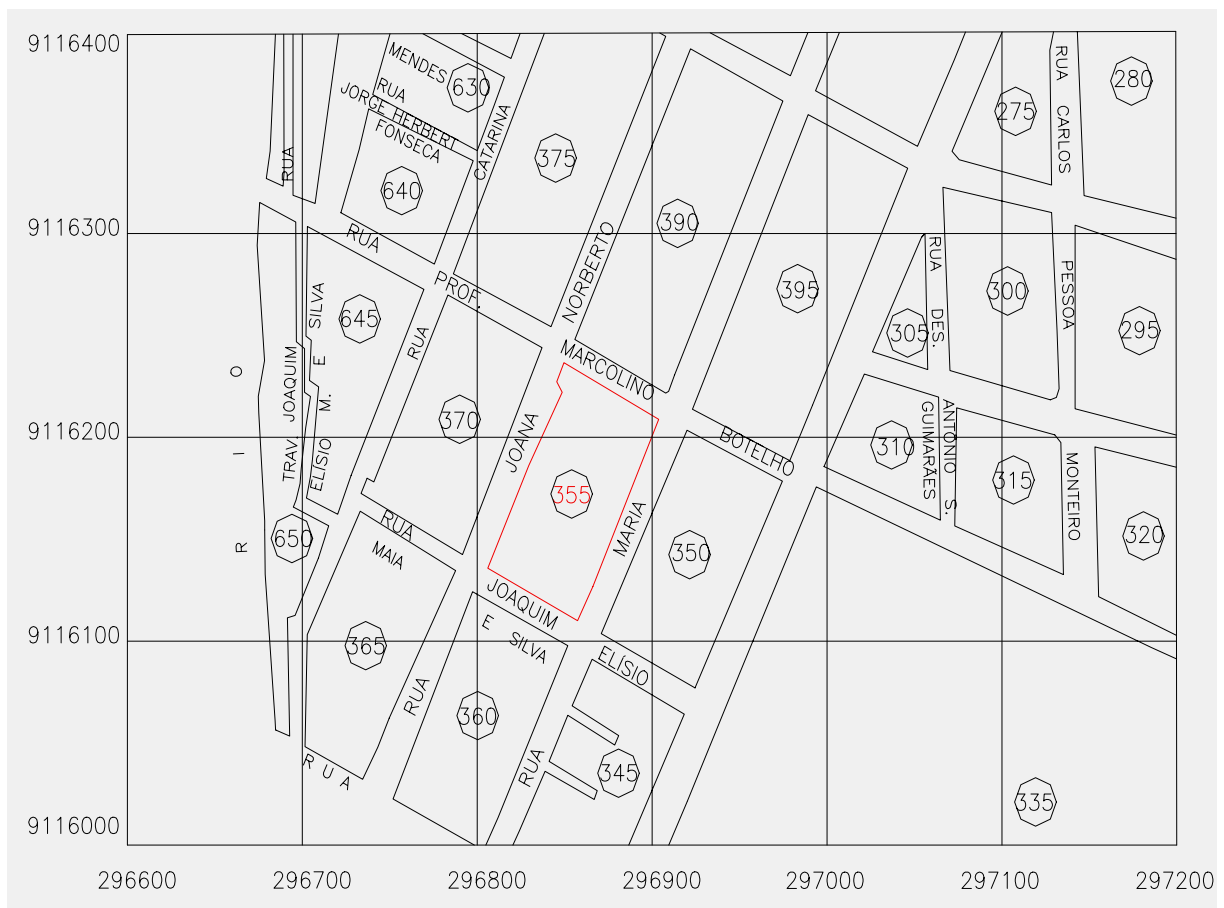 9116400
9116300
9116200
9116100
9116000
296600
296700
296800
296900
297000
297100
297200
MENDES
630
RUA
JORGE HERBERT
FONSECA
640
RUA
CATARINA
375
390
275
RUA CARLOS
280
RUA
PROF.
NORBERTO
MARCOLINO
BOTELHO
395
305
RUA DES.
300
PESSOA
295
SILVA
645
RUA
O
I
R
TRAV. JOAQUIM
ELÍSIO M. E
370
JOANA
355
MARIA
350
310
GUIMARÃES
ANTÔNIO S.
315
MONTEIRO
320
650
RUA
MAIA
JOAQUIM
E SILVA
ELÍSIO
365
RUA
360
RUA
345
RUA
335